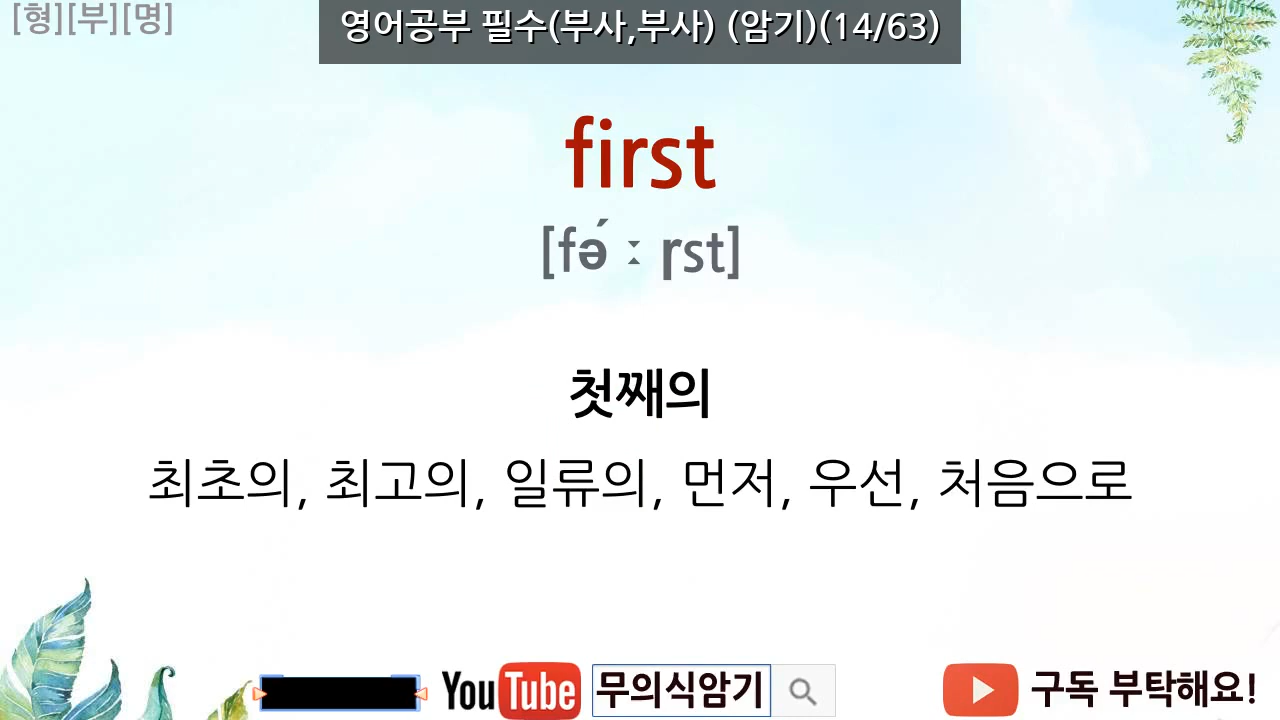 [형][부][명]
영어공부 필수(부사,부사) (암기)(14/63)
first
[fə́ːrst]
첫째의
최초의, 최고의, 일류의, 먼저, 우선, 처음으로
YouTube 무의식암기 구독 부탁해요!